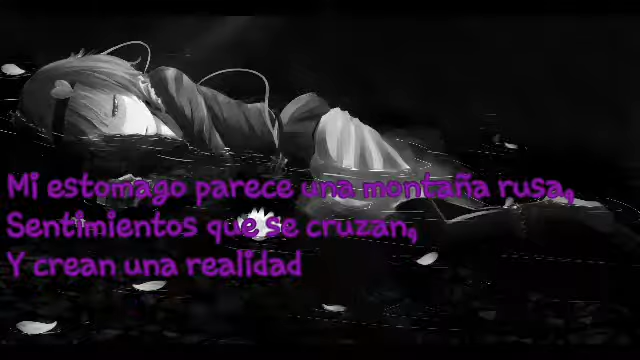 Mi estomago parece una montaña rusa,
Sentimientos que se cruzan,
Y crean una realidad